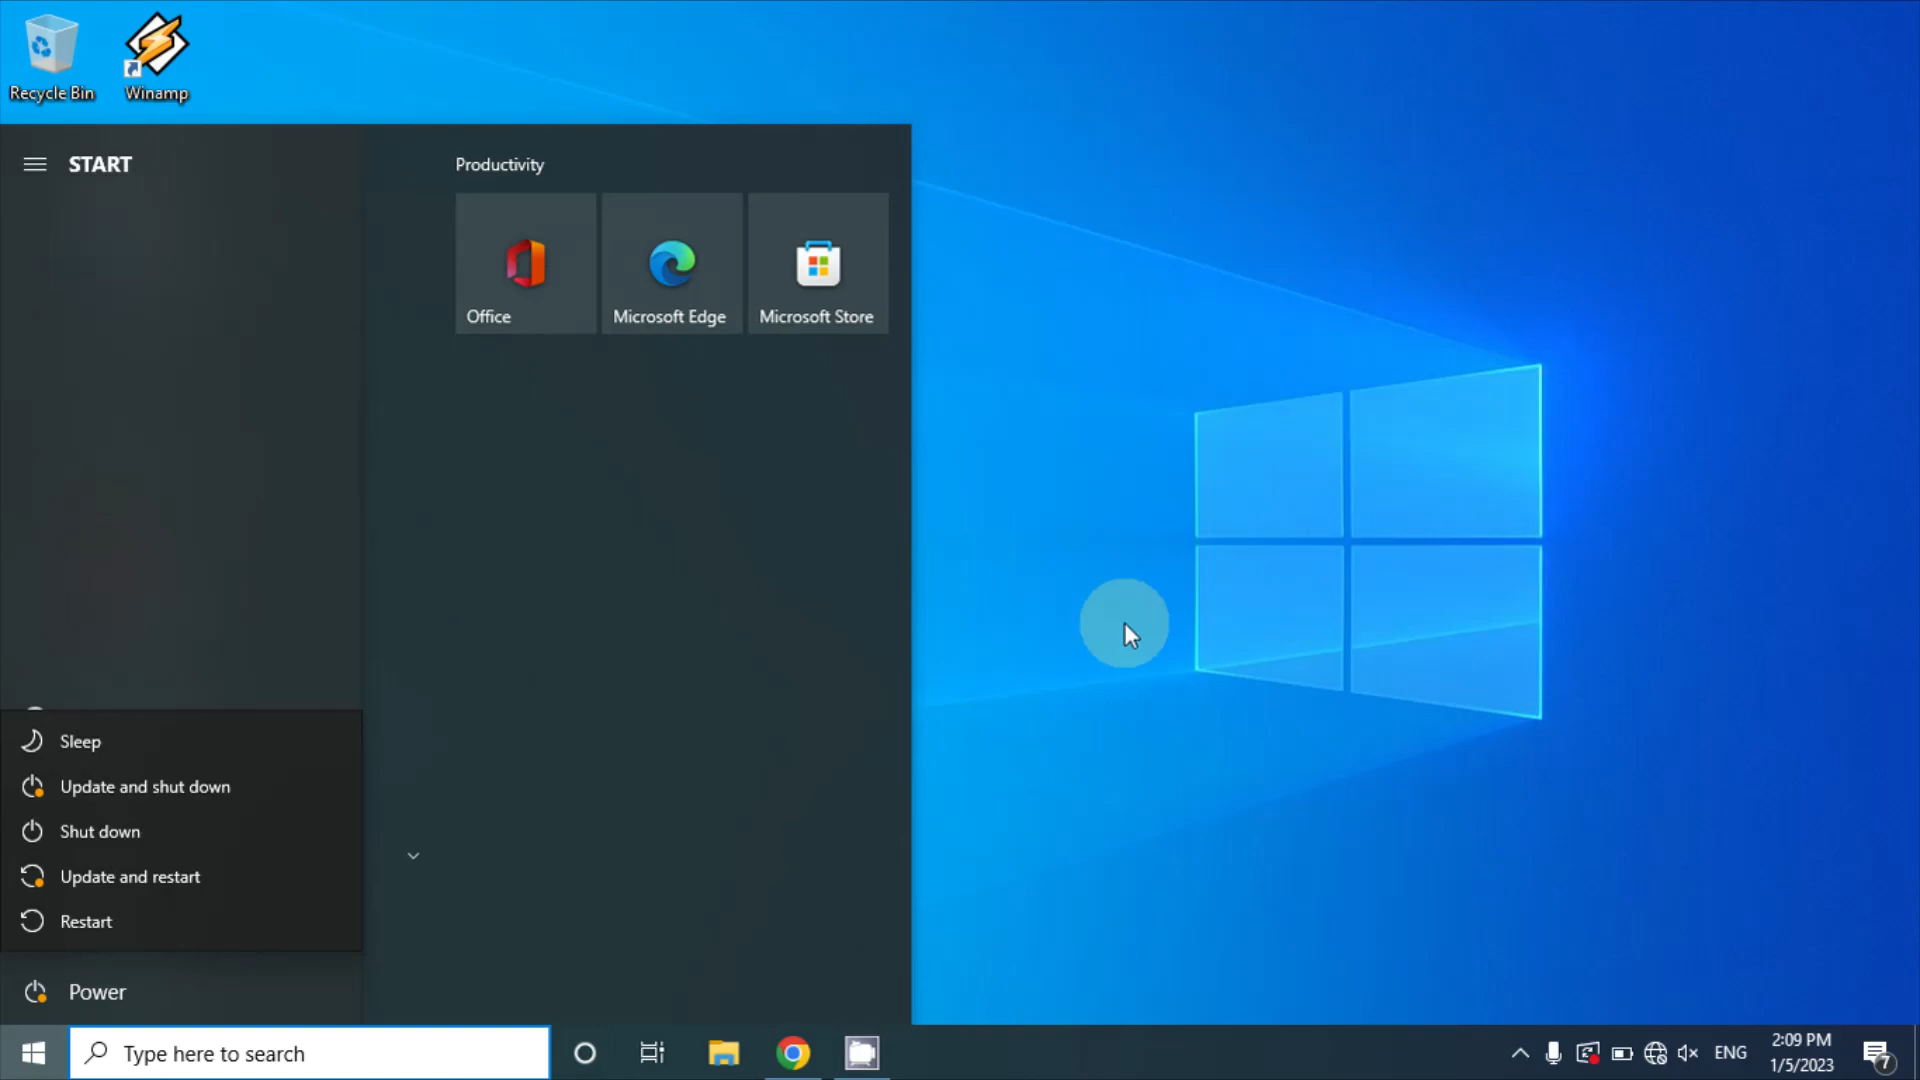 Recycle Bin
Winamp
START
Productivity
Office
Microsoft Edge
Microsoft Store
Sleep
Update and shut down
Shut down
Update and restart
Restart
Power
Type here to search
ENG
2:09 PM
1/5/2023
7